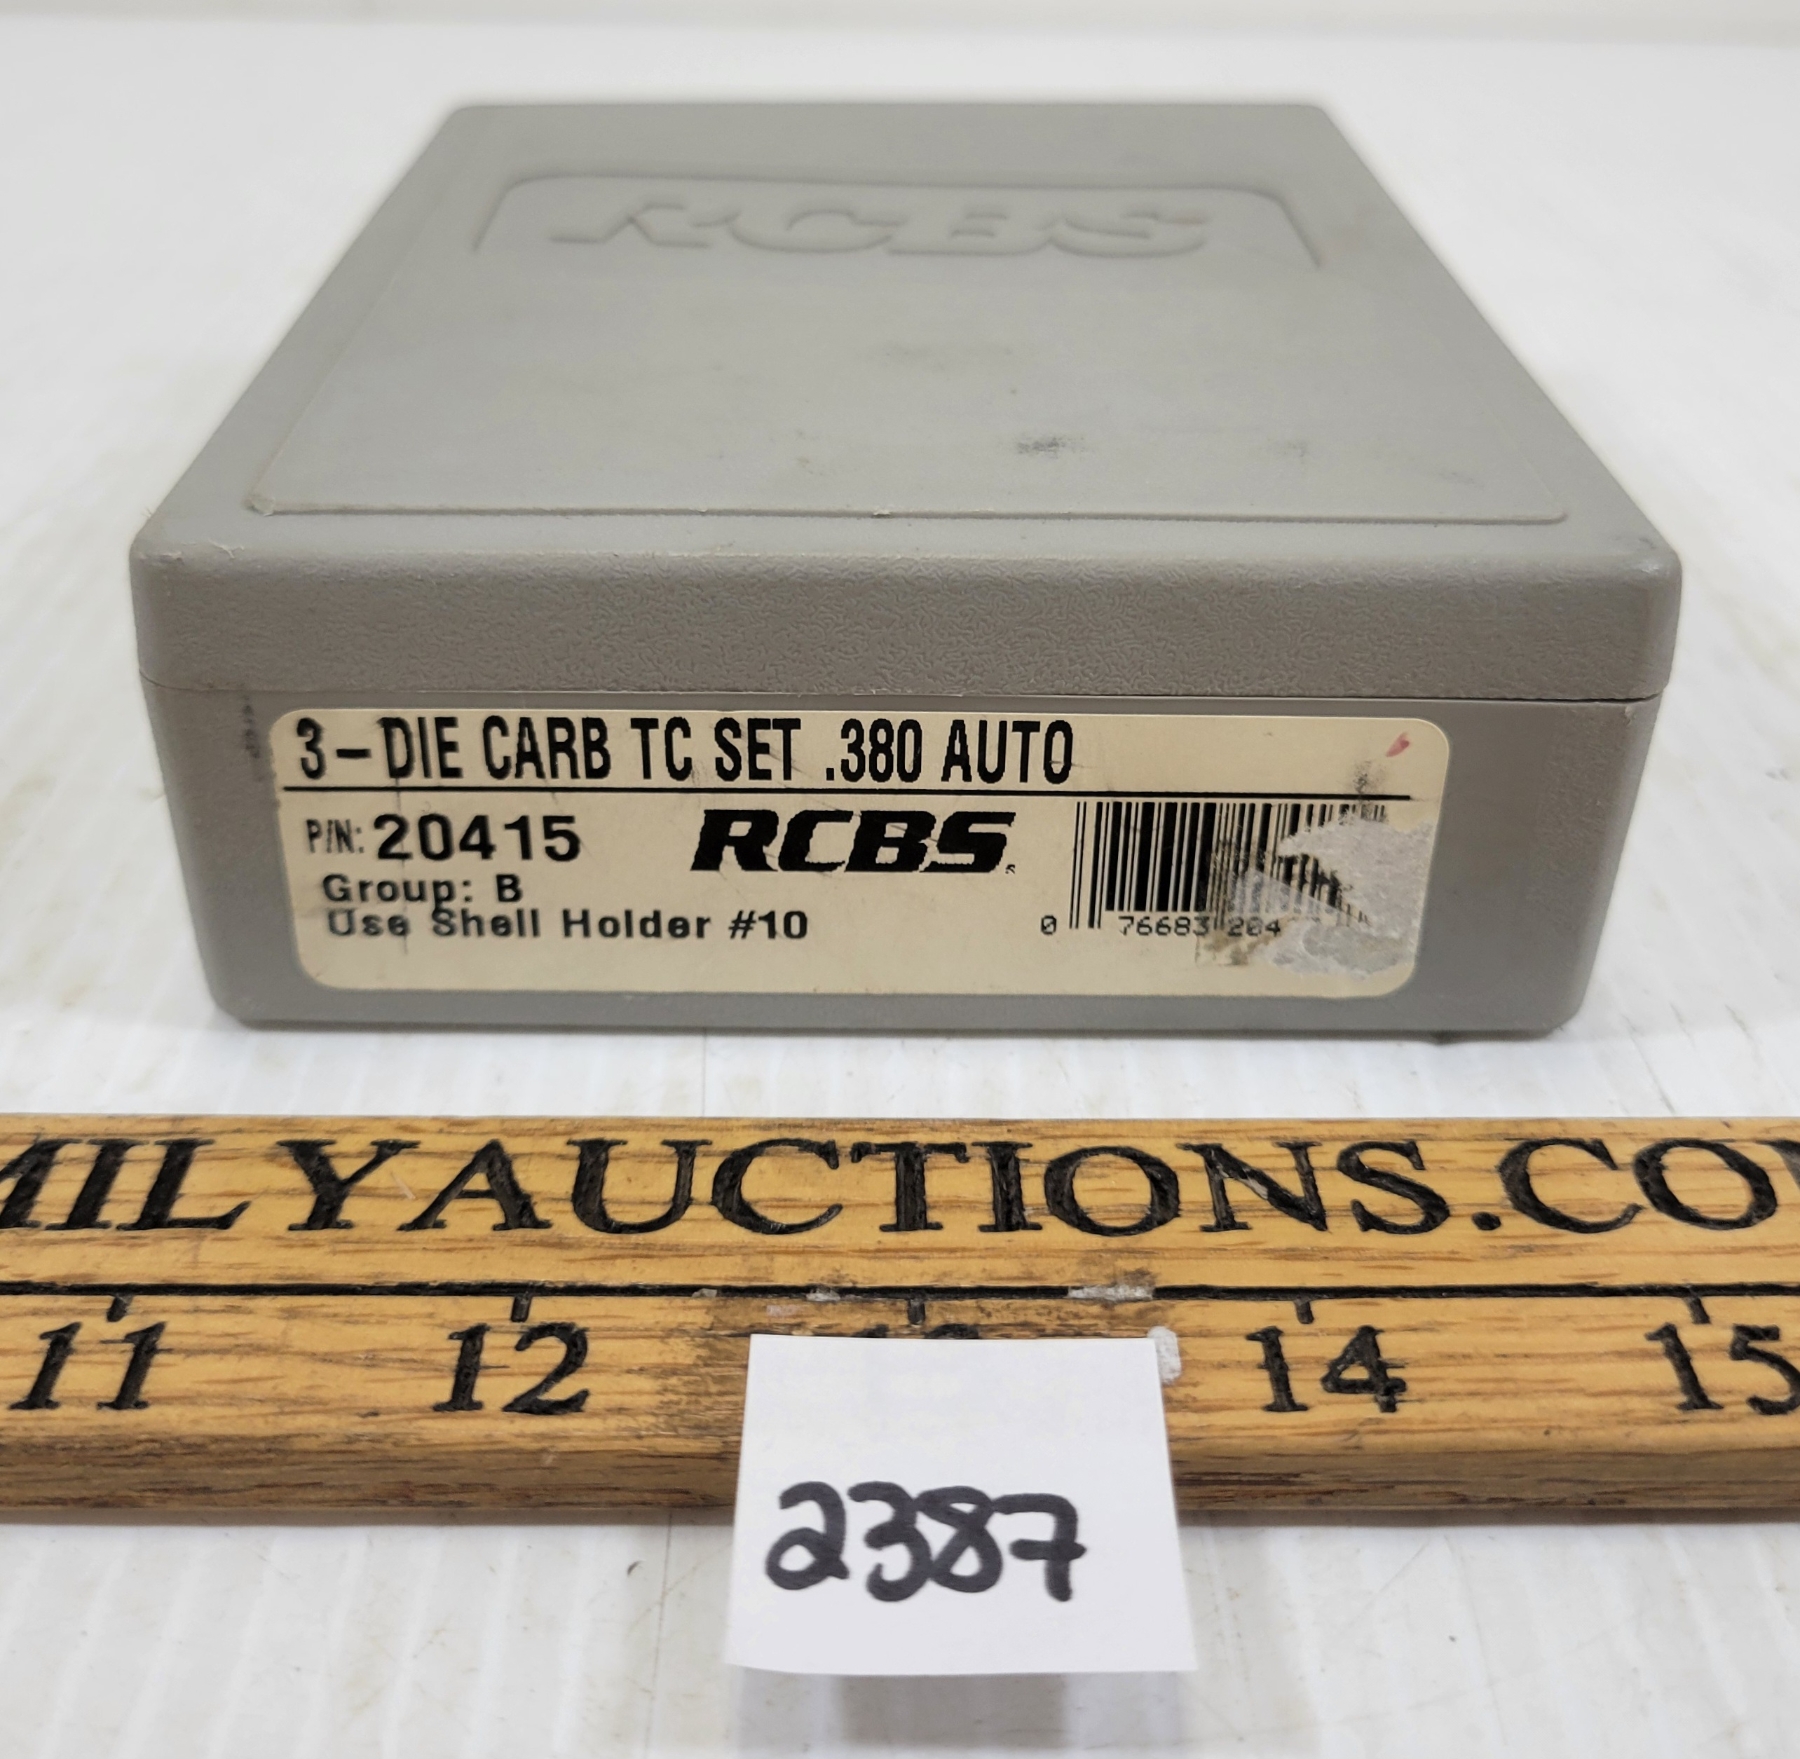 RCBS
3-DIE CARB TC SET .380 AUTO
P/N: 20415
RCBS
Group: B
Use Shell Holder #10
0 76683 204
MILYAUCTIONS.CO
11 12 14 15
2387